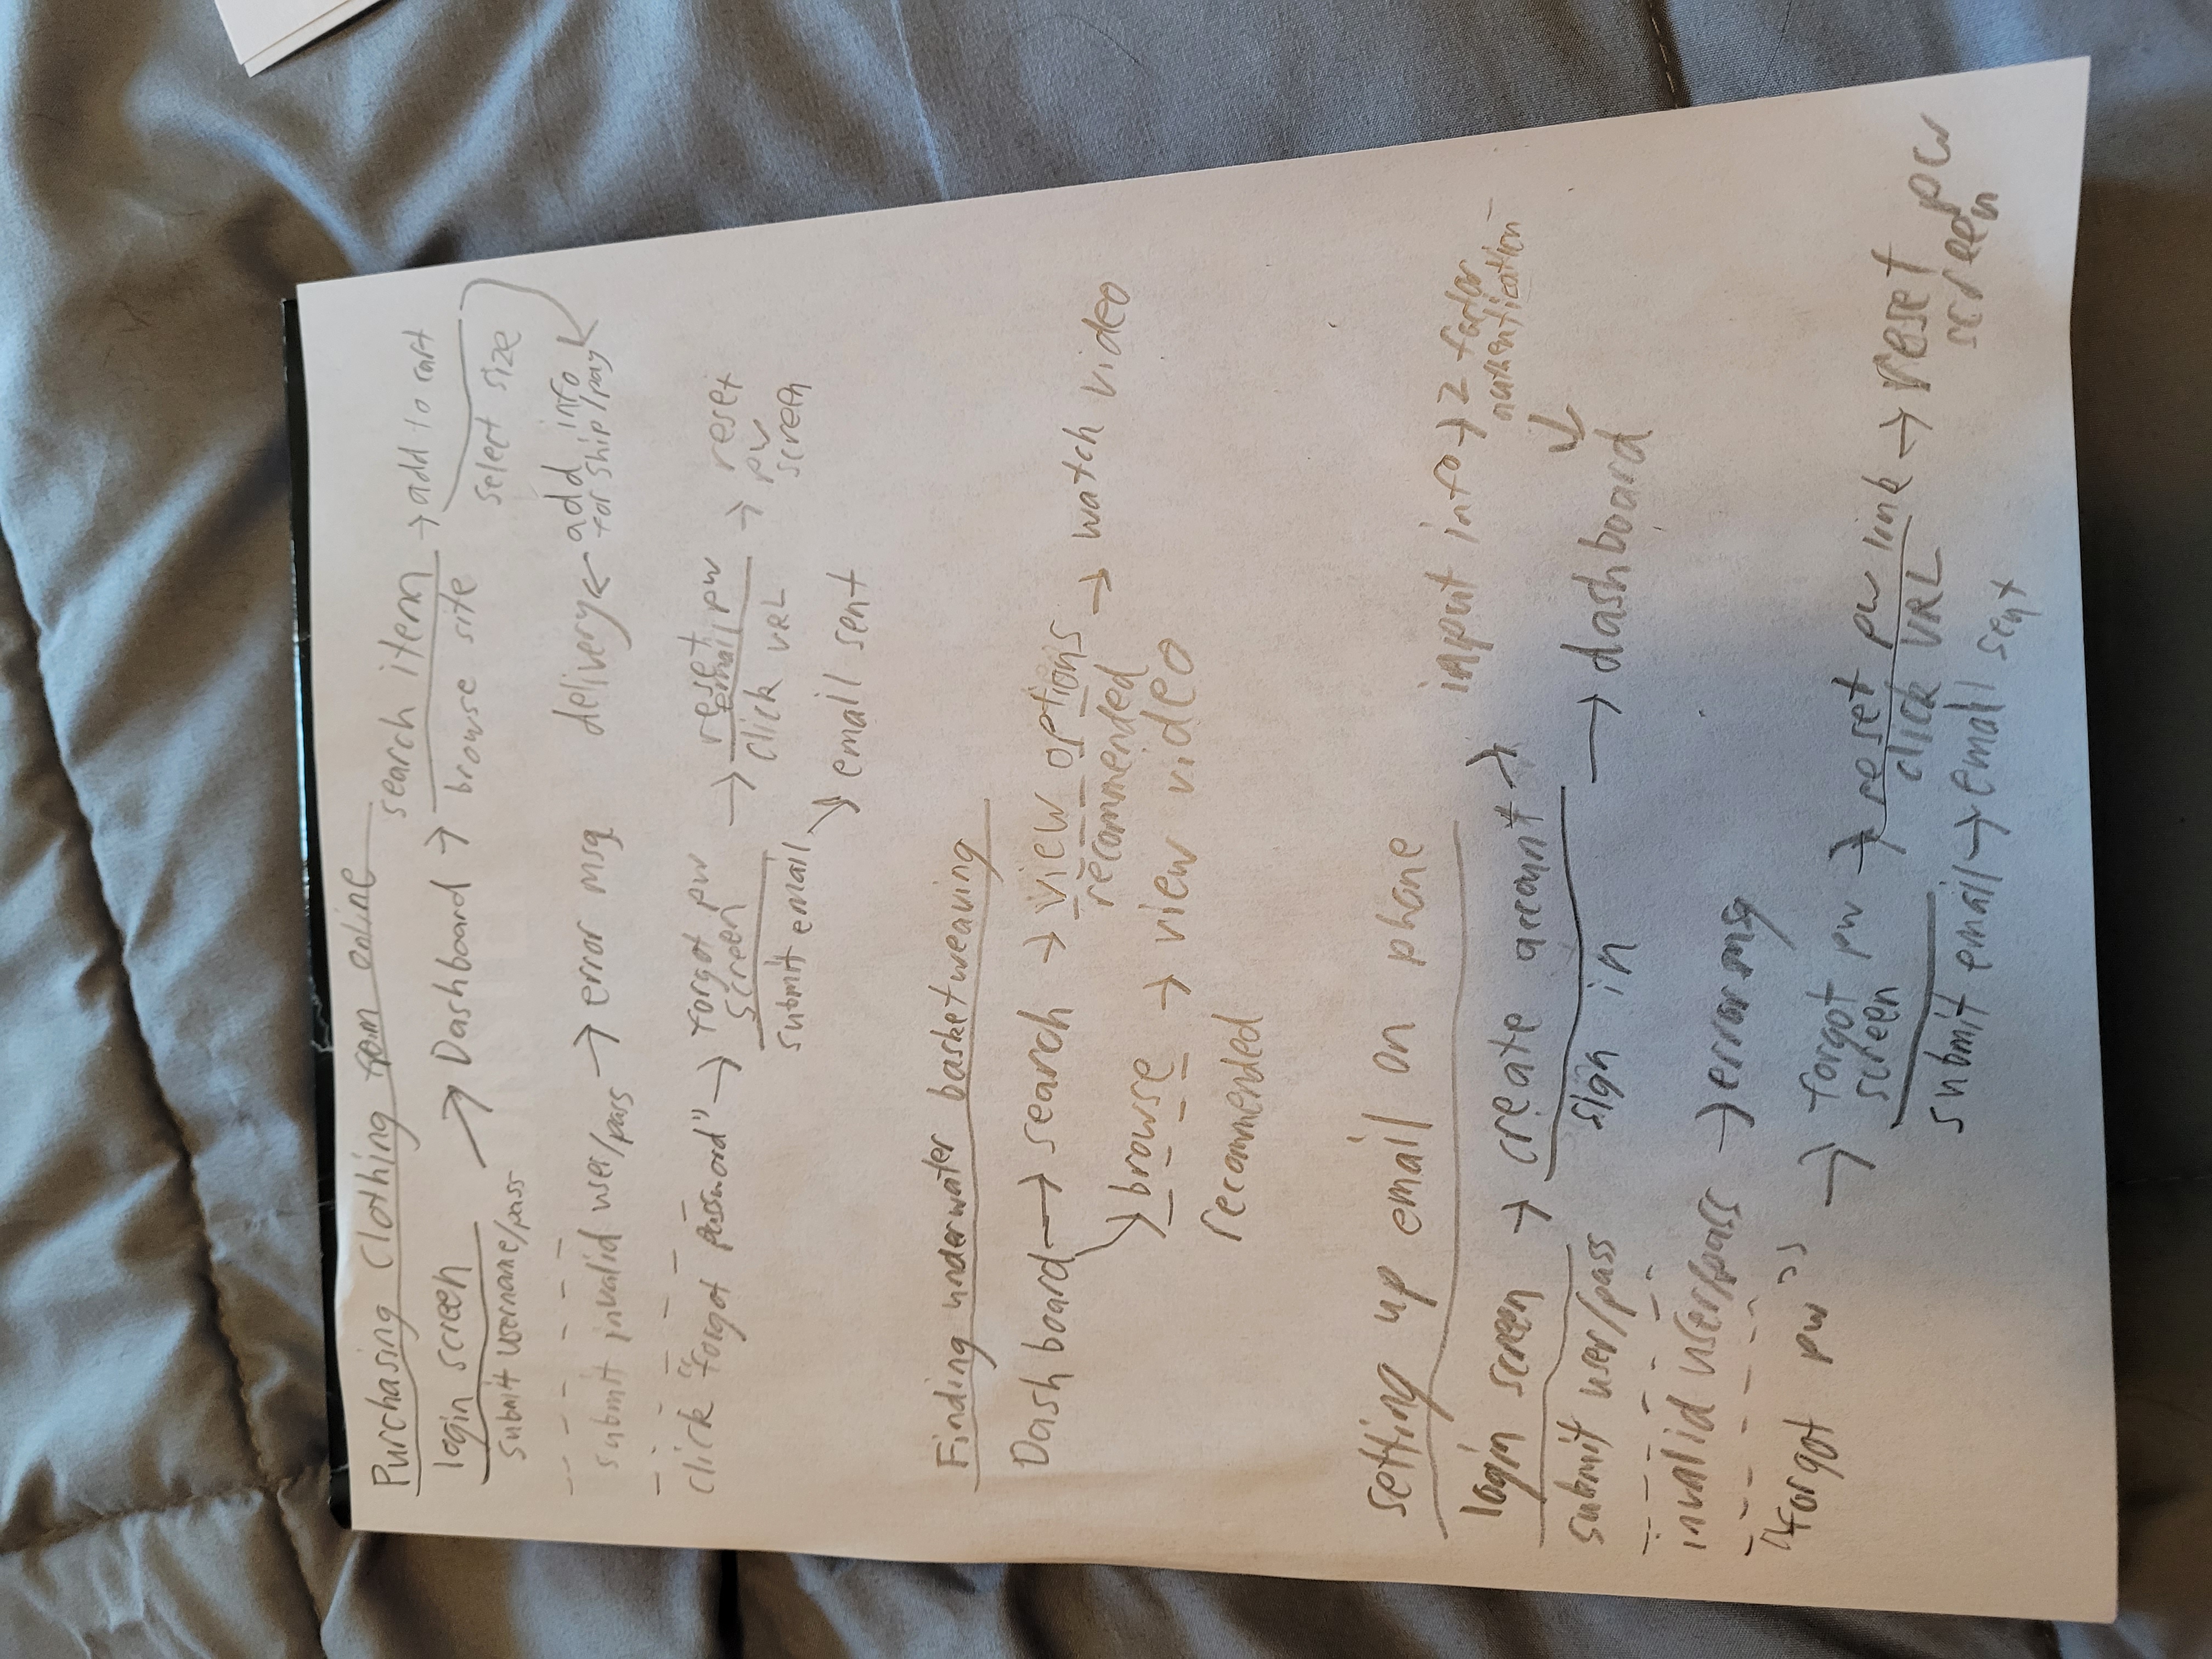 Purchasing Clothing from online
login screen → Dashboard → search item → add to cart
submit username/pass browse site select size
submit invalid user/pass → error msg delivery ← add info
for ship/pay
click "forgot password" → forgot pw
screen → reset
email pw → reset
pw
screen
submit email click URL
email sent
Finding underwater basketweaving
Dashboard → search → view options → watch video
recommended
browse → view video
recommended
setting up email on phone
input info → 2 factor
authentication
login screen → create account →
submit user/pass sign in → dashboard
invalid user/pass → error msg
"forgot pw" → forgot pw
screen → reset pw link → reset pw
screen
click URL
submit email → email sent